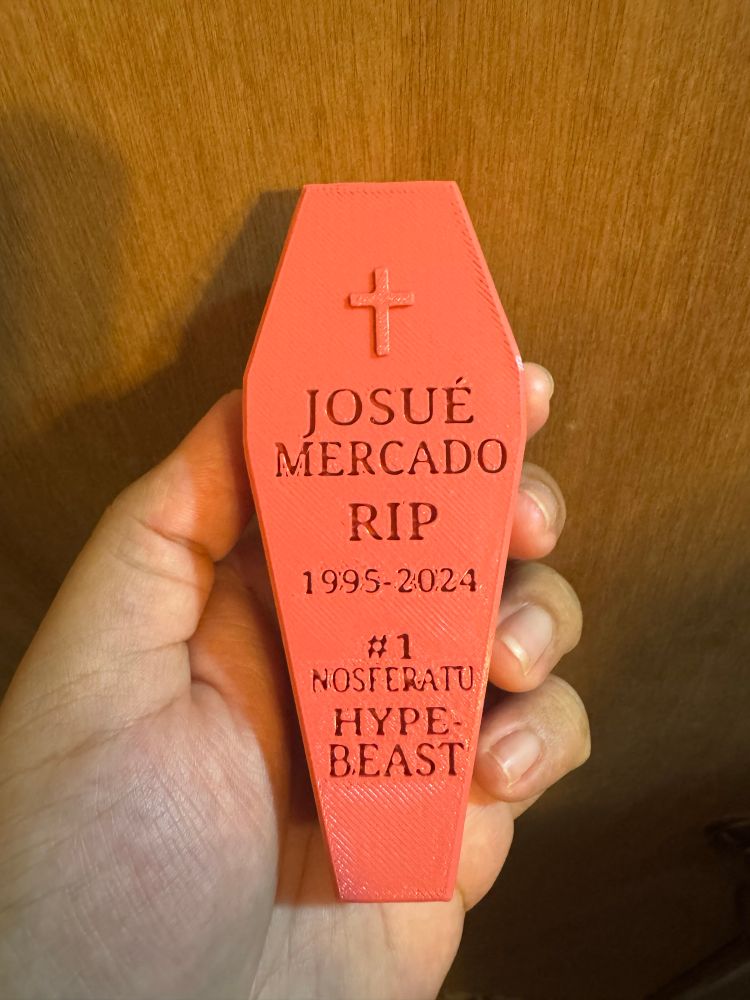 JOSUÉ
MERCADO
RIP
1995-2024
#1
NOSFERATU
HYPE-
BEAST